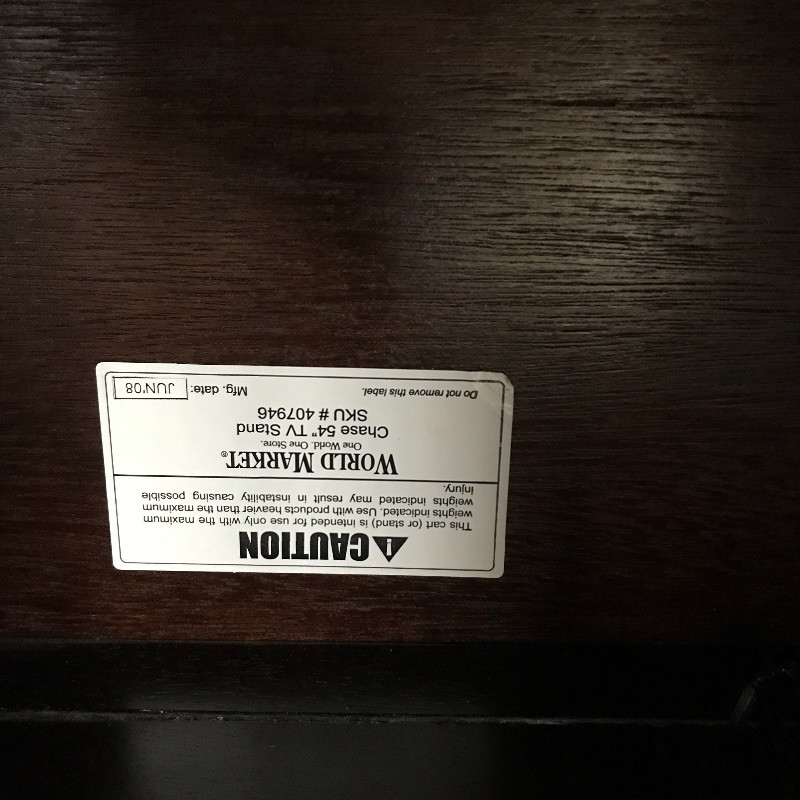 ⚠ CAUTION
This cart (or stand) is intended for use only with the maximum
weights indicated. Use with products heavier than the maximum
weights indicated may result in instability causing possible
injury.
WORLD MARKET®
One World. One Store.
Chase 54" TV Stand
SKU # 407946
Do not remove this label. Mfg. date: JUN'08